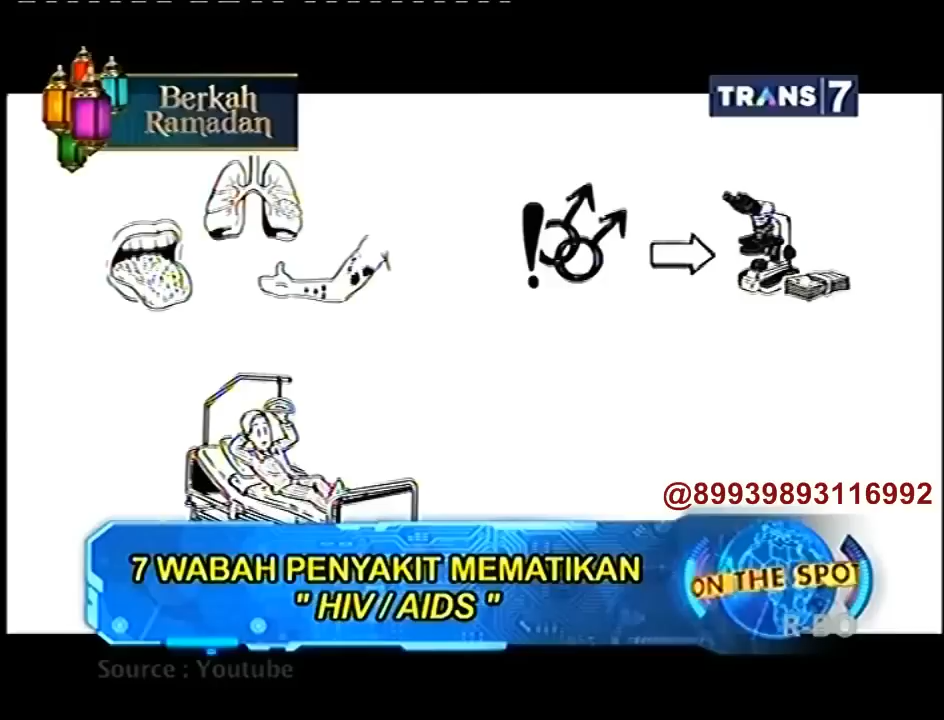 Berkah
Ramadan
TRANS 7
@89939893116992
7 WABAH PENYAKIT MEMATIKAN
" HIV / AIDS "
ON THE SPOT
R-BO
Source : Youtube